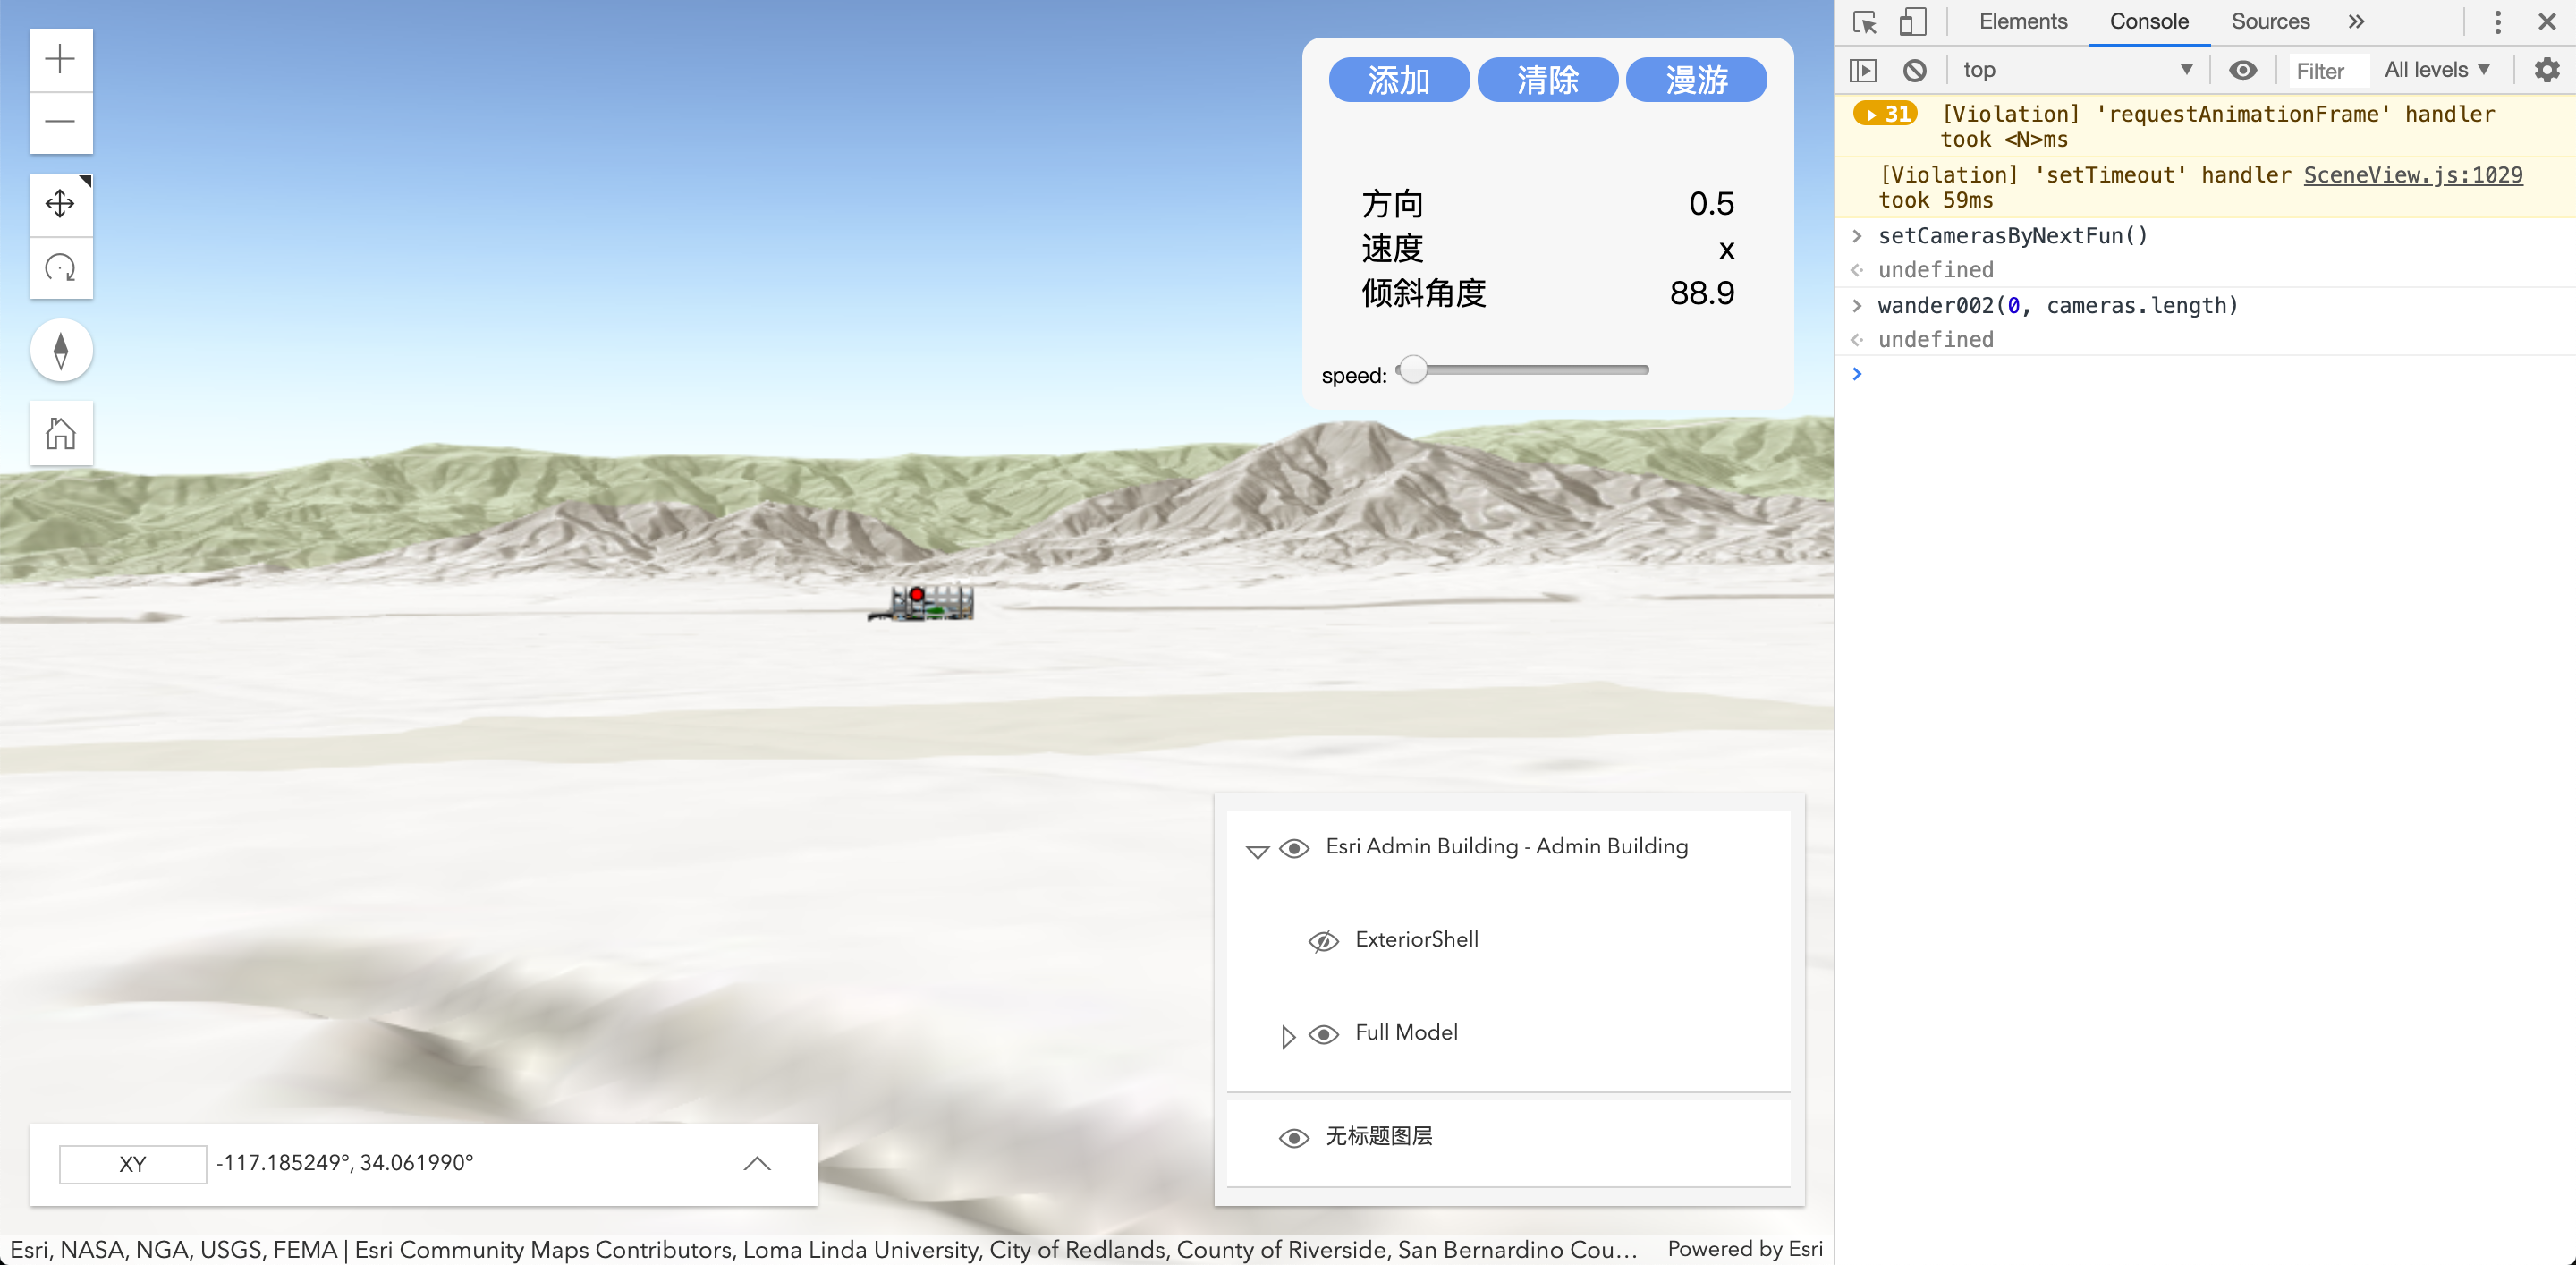 添加 清除 漫游
方向 0.5
速度 x
倾斜角度 88.9
speed:
Esri Admin Building - Admin Building
ExteriorShell
Full Model
无标题图层
XY -117.185249°, 34.061990°
Esri, NASA, NGA, USGS, FEMA | Esri Community Maps Contributors, Loma Linda University, City of Redlands, County of Riverside, San Bernardino Cou... Powered by Esri
Elements Console Sources
top Filter All levels
31 [Violation] 'requestAnimationFrame' handler
took <N>ms
[Violation] 'setTimeout' handler SceneView.js:1029
took 59ms
setCamerasByNextFun()
undefined
wander002(0, cameras.length)
undefined